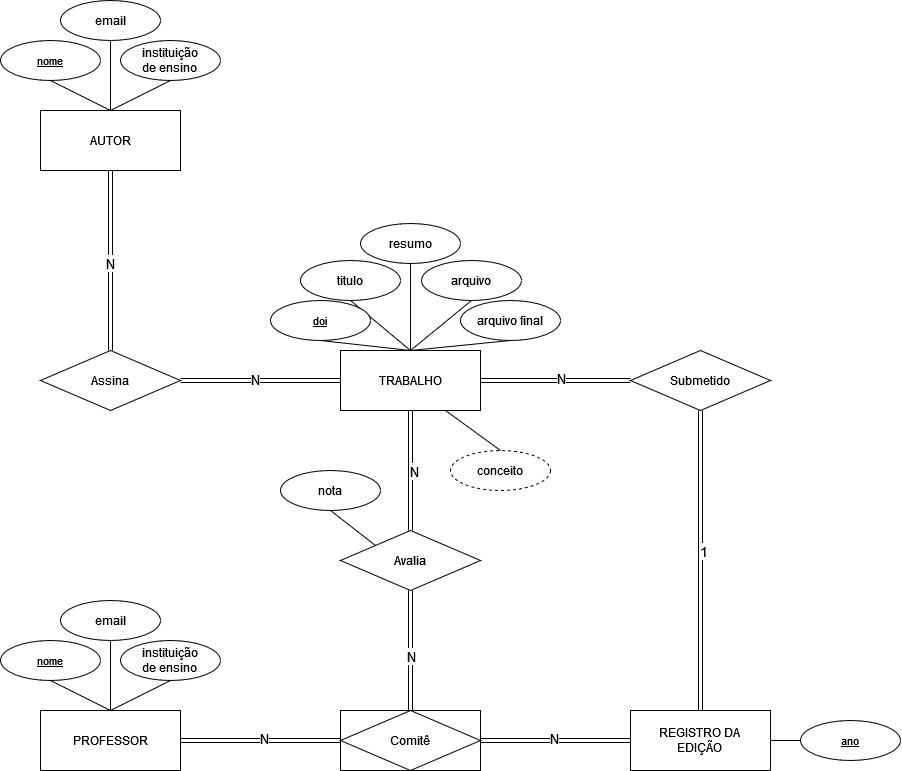 email
nome
instituição
de ensino
AUTOR
N
resumo
titulo
arquivo
doi
arquivo final
Assina
N
TRABALHO
N
Submetido
N
conceito
nota
Avalia
1
N
email
nome
instituição
de ensino
PROFESSOR
N
Comitê
N
REGISTRO DA
EDIÇÃO
ano